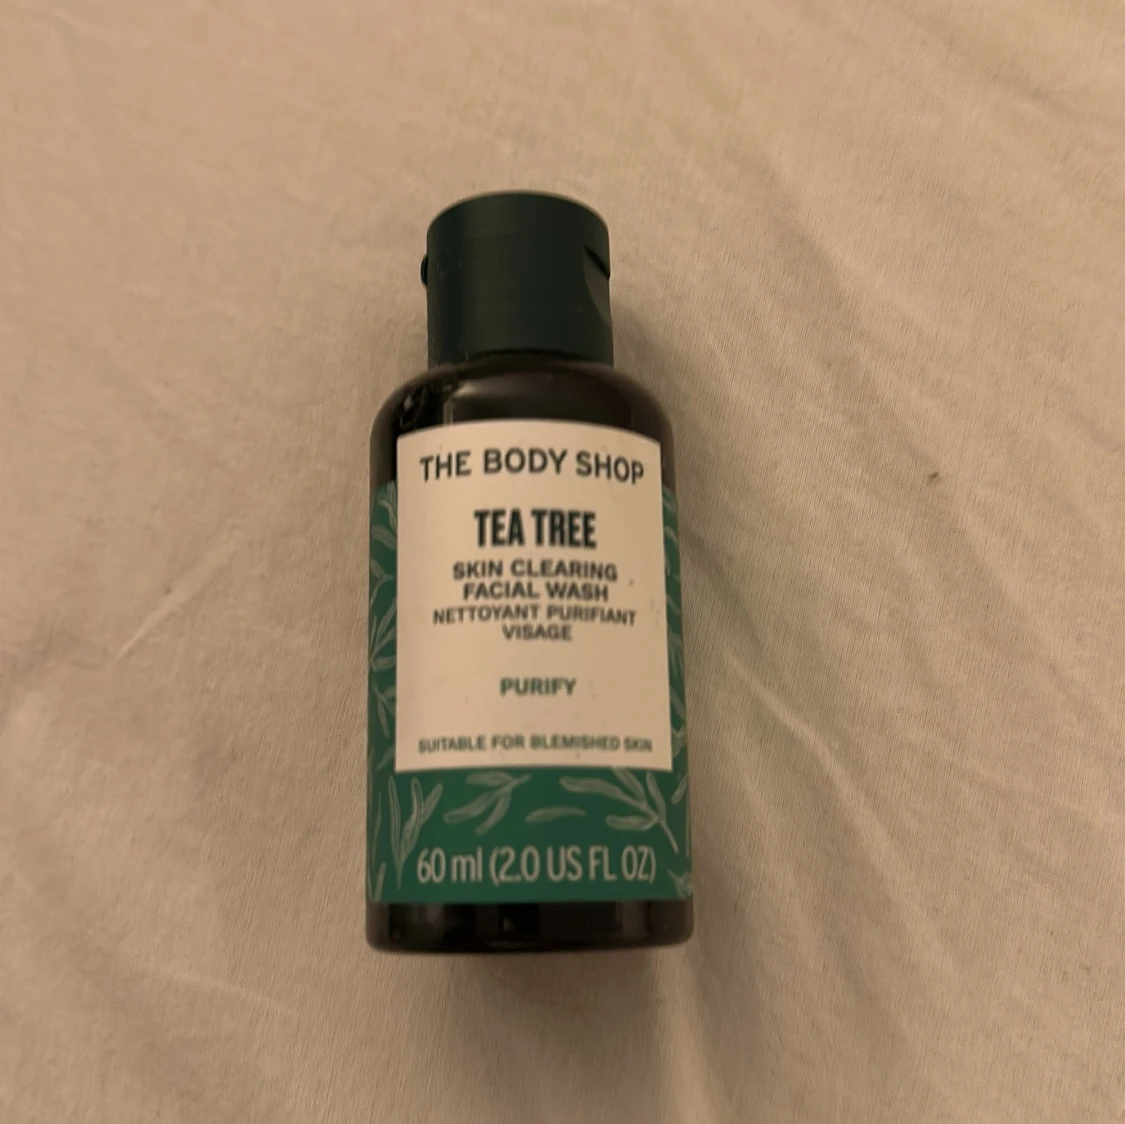 THE BODY SHOP
TEA TREE
SKIN CLEARING
FACIAL WASH
NETTOYANT PURIFIANT
VISAGE
PURIFY
SUITABLE FOR BLEMISHED SKIN
60 ml (2.0 US FL OZ)